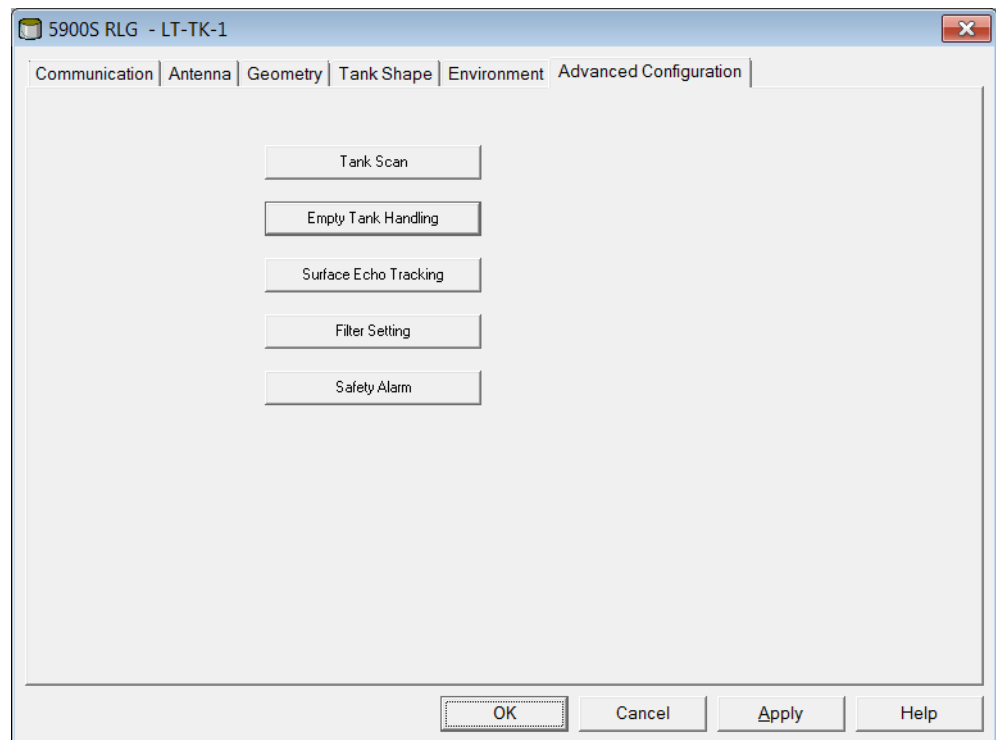 5900S RLG - LT-TK-1
Communication Antenna Geometry Tank Shape Environment Advanced Configuration
Tank Scan
Empty Tank Handling
Surface Echo Tracking
Filter Setting
Safety Alarm
OK Cancel Apply Help